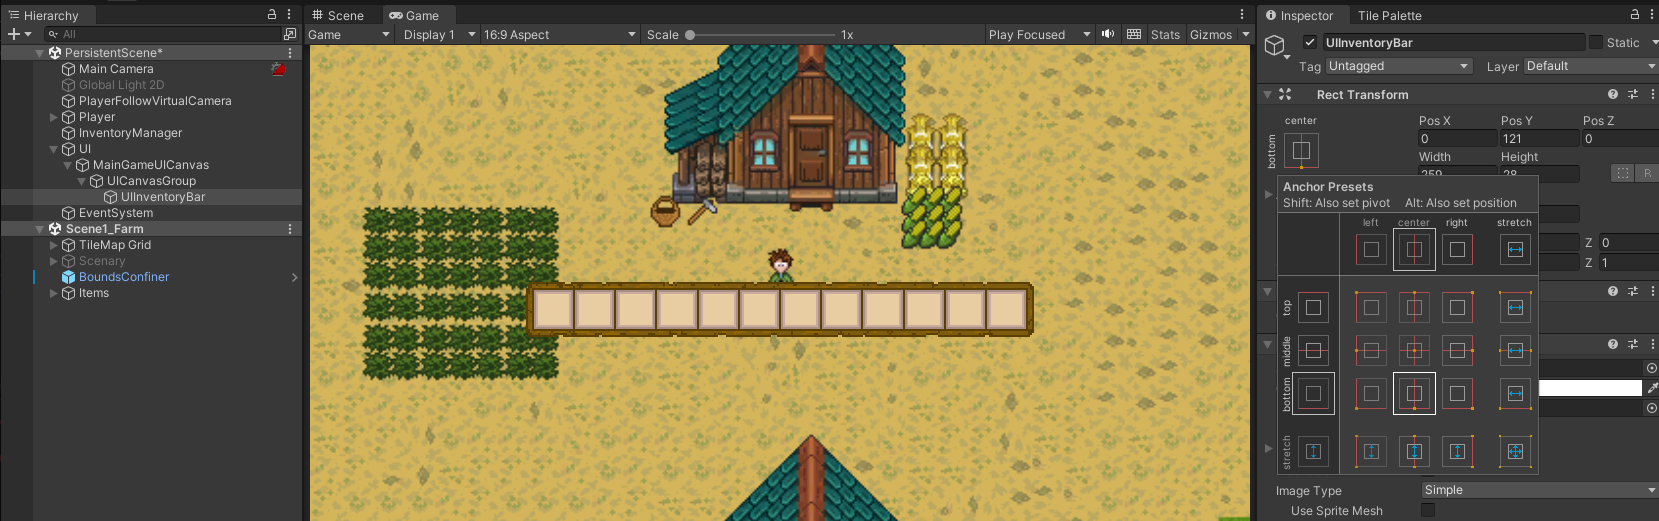 Hierarchy
All
PersistentScene*
Main Camera
Global Light 2D
PlayerFollowVirtualCamera
Player
InventoryManager
UI
MainGameUICanvas
UICanvasGroup
UIInventoryBar
EventSystem
Scene1_Farm
TileMap Grid
Scenary
BoundsConfiner
Items
Scene Game
Game Display 1 16:9 Aspect Scale 1x Play Focused Stats Gizmos
Inspector Tile Palette
UIInventoryBar Static
Tag Untagged Layer Default
Rect Transform
center Pos X Pos Y Pos Z
bottom 0 121 0
Width Height
259 28
R
Anchor Presets
Shift: Also set pivot Alt: Also set position
left center right stretch
Z 0
Z 1
top
middle
bottom
stretch
Image Type Simple
Use Sprite Mesh